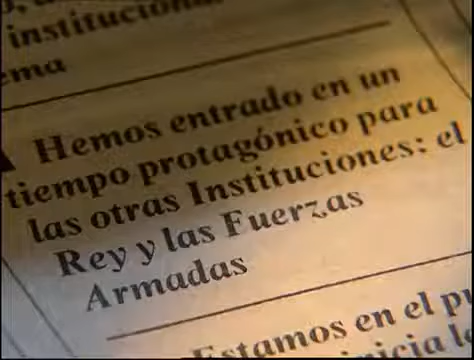 institucional
ema
Hemos entrado en un
tiempo protagónico para
las otras Instituciones: el
Rey y las Fuerzas
Armadas
Estamos en el